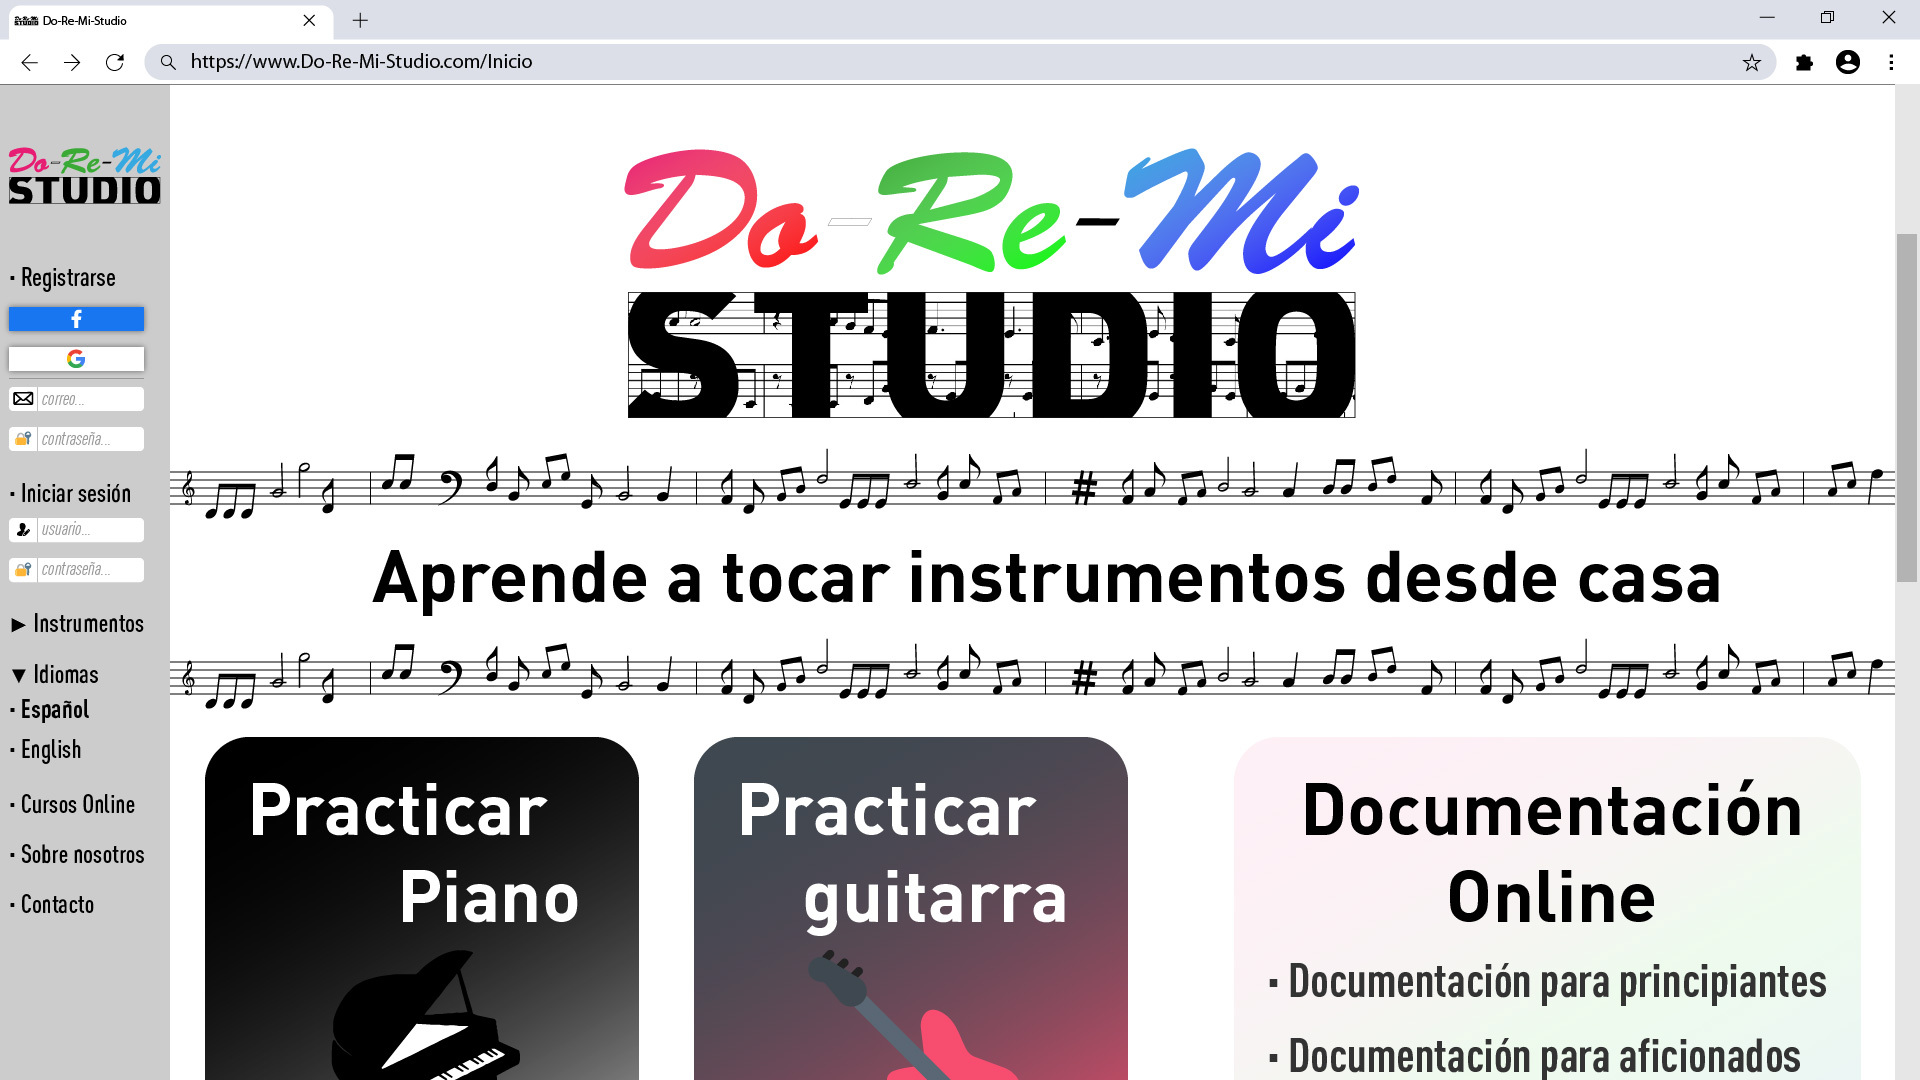 Do-Re-Mi-Studio
https://www.Do-Re-Mi-Studio.com/Inicio
Do-Re-Mi
STUDIO
· Registrarse
correo...
contraseña...
· Iniciar sesión
usuario...
contraseña...
► Instrumentos
▼ Idiomas
· Español
· English
· Cursos Online
· Sobre nosotros
· Contacto
Do-Re-Mi
STUDIO
Aprende a tocar instrumentos desde casa
Practicar
Piano
Practicar
guitarra
Documentación
Online
· Documentación para principiantes
· Documentación para aficionados